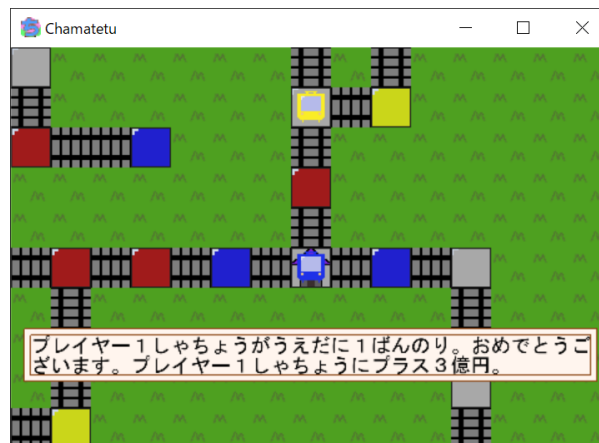 Chamatetu
プレイヤー１しゃちょうがうえだに１ばんのり。おめでとうご
ざいます。プレイヤー１しゃちょうにプラス３億円。